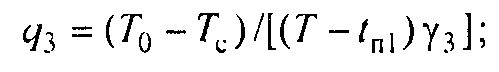 q₃ = (T₀ − T_c)/[(T − t_п1) γ₃];